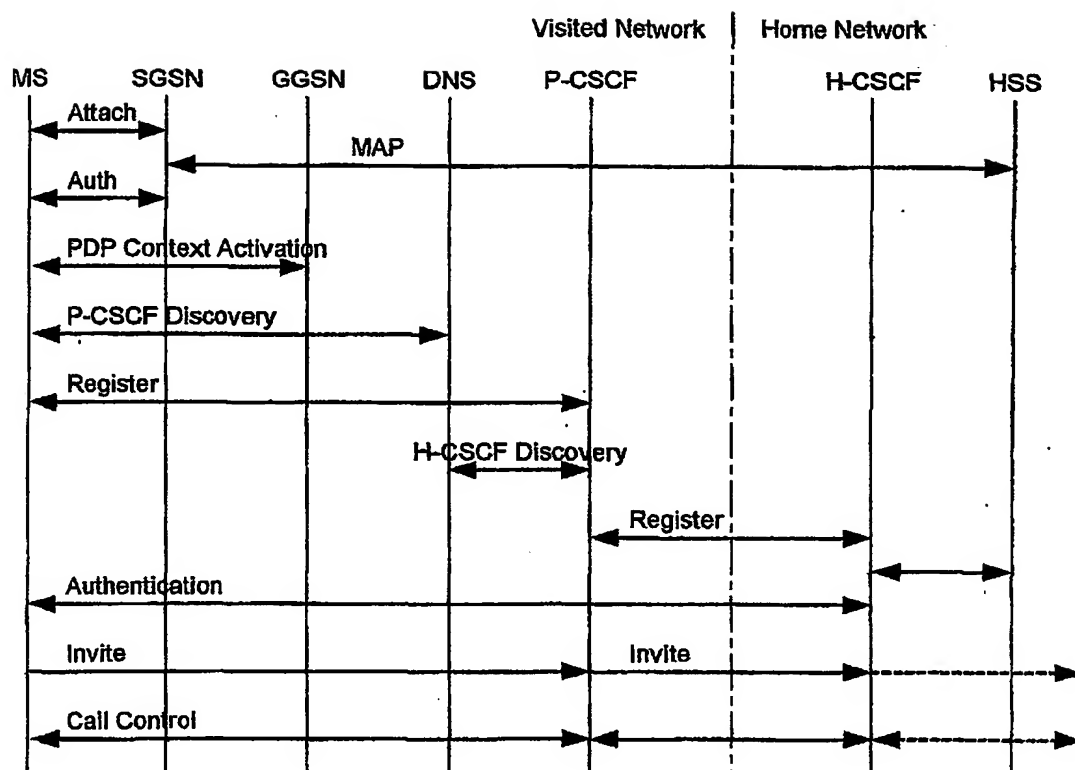 Visited Network Home Network
MS SGSN GGSN DNS P-CSCF H-CSCF HSS
Attach
MAP
Auth
PDP Context Activation
P-CSCF Discovery
Register
H-CSCF Discovery
Register
Authentication
Invite Invite
Call Control